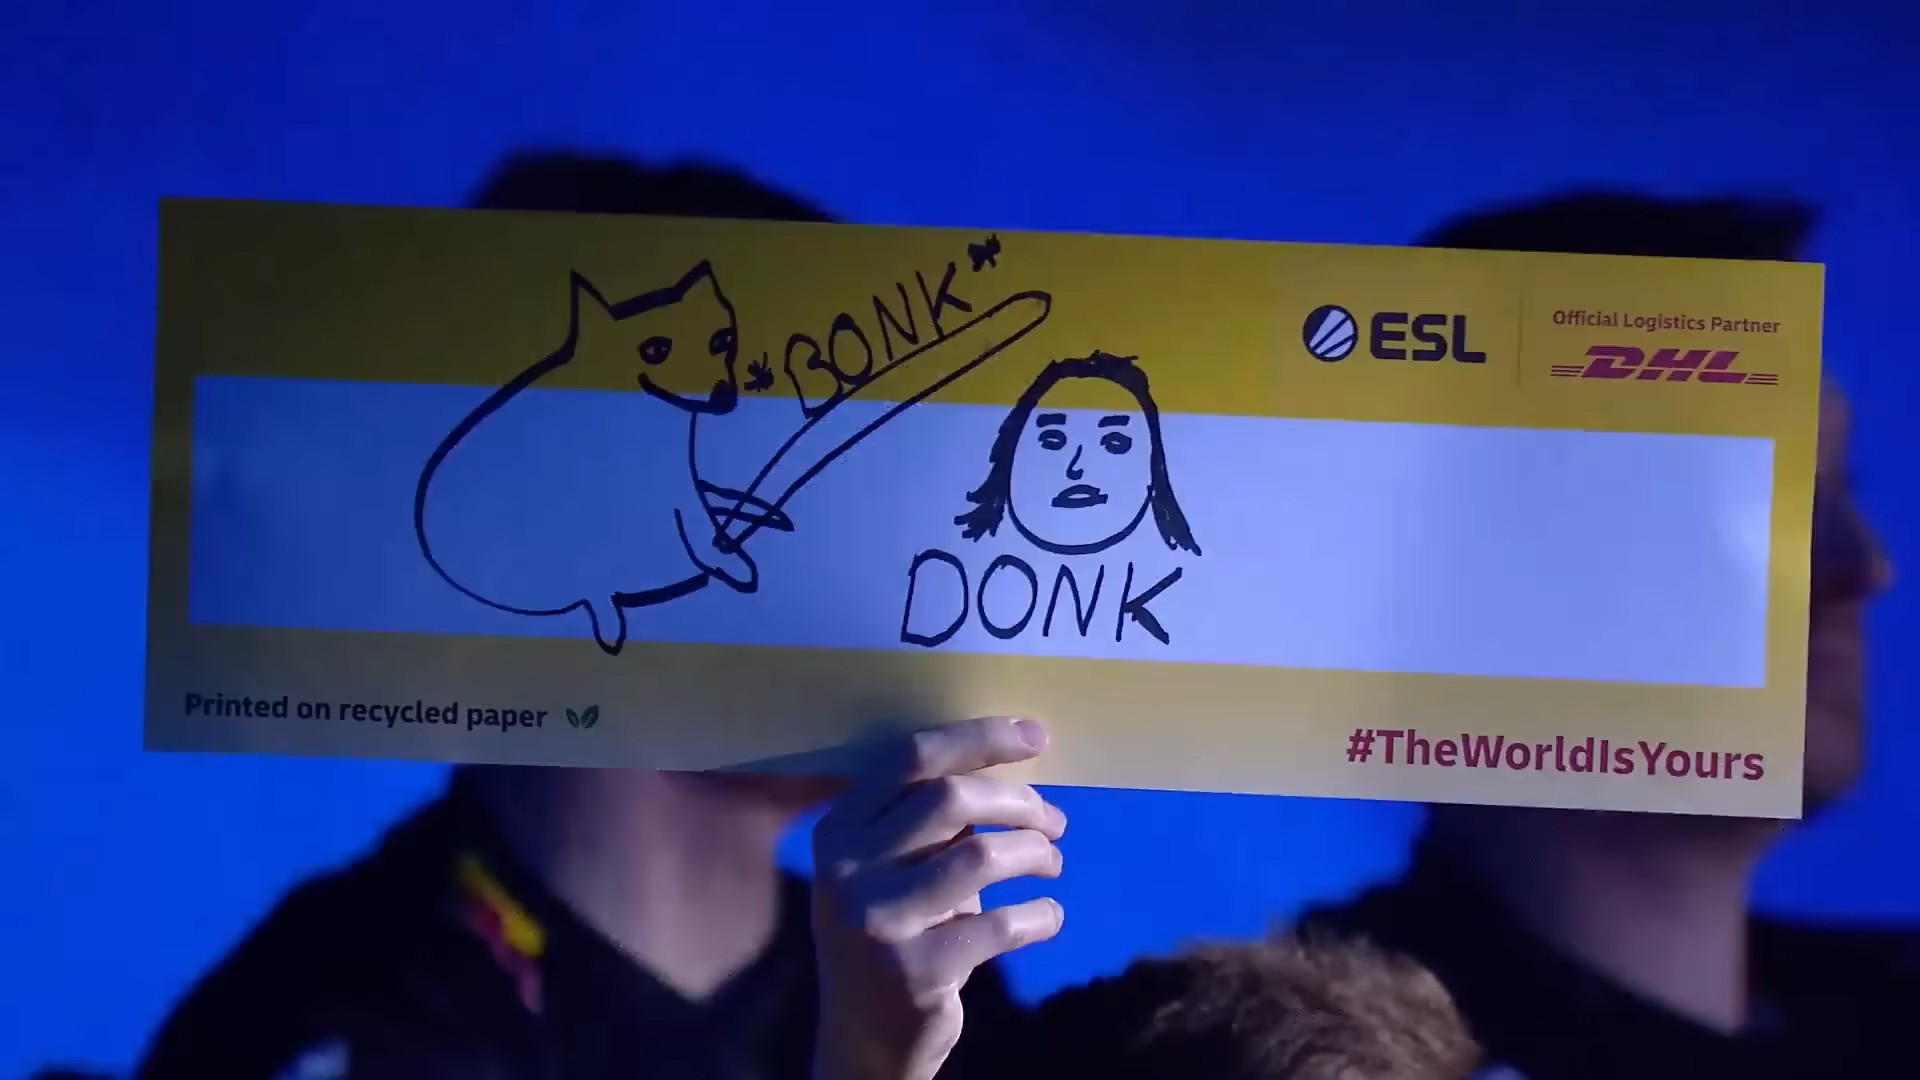 *BONK*
ESL
Official Logistics Partner
DHL
DONK
Printed on recycled paper
#TheWorldIsYours